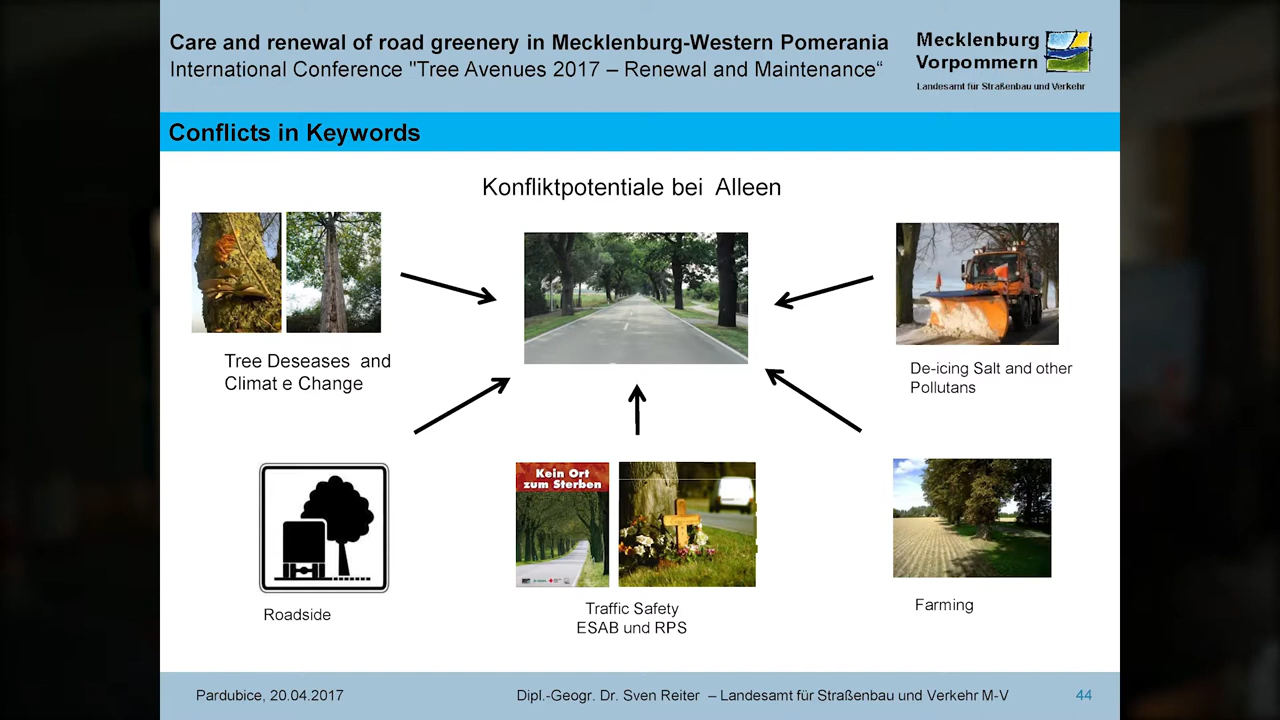 Care and renewal of road greenery in Mecklenburg-Western Pomerania
International Conference "Tree Avenues 2017 – Renewal and Maintenance“
Mecklenburg
Vorpommern
Landesamt für Straßenbau und Verkehr
Conflicts in Keywords
Konfliktpotentiale bei Alleen
Tree Deseases and
Climat e Change
De-icing Salt and other
Pollutans
Kein Ort
zum Sterben
Roadside
Traffic Safety
ESAB und RPS
Farming
Pardubice, 20.04.2017
Dipl.-Geogr. Dr. Sven Reiter – Landesamt für Straßenbau und Verkehr M-V
44